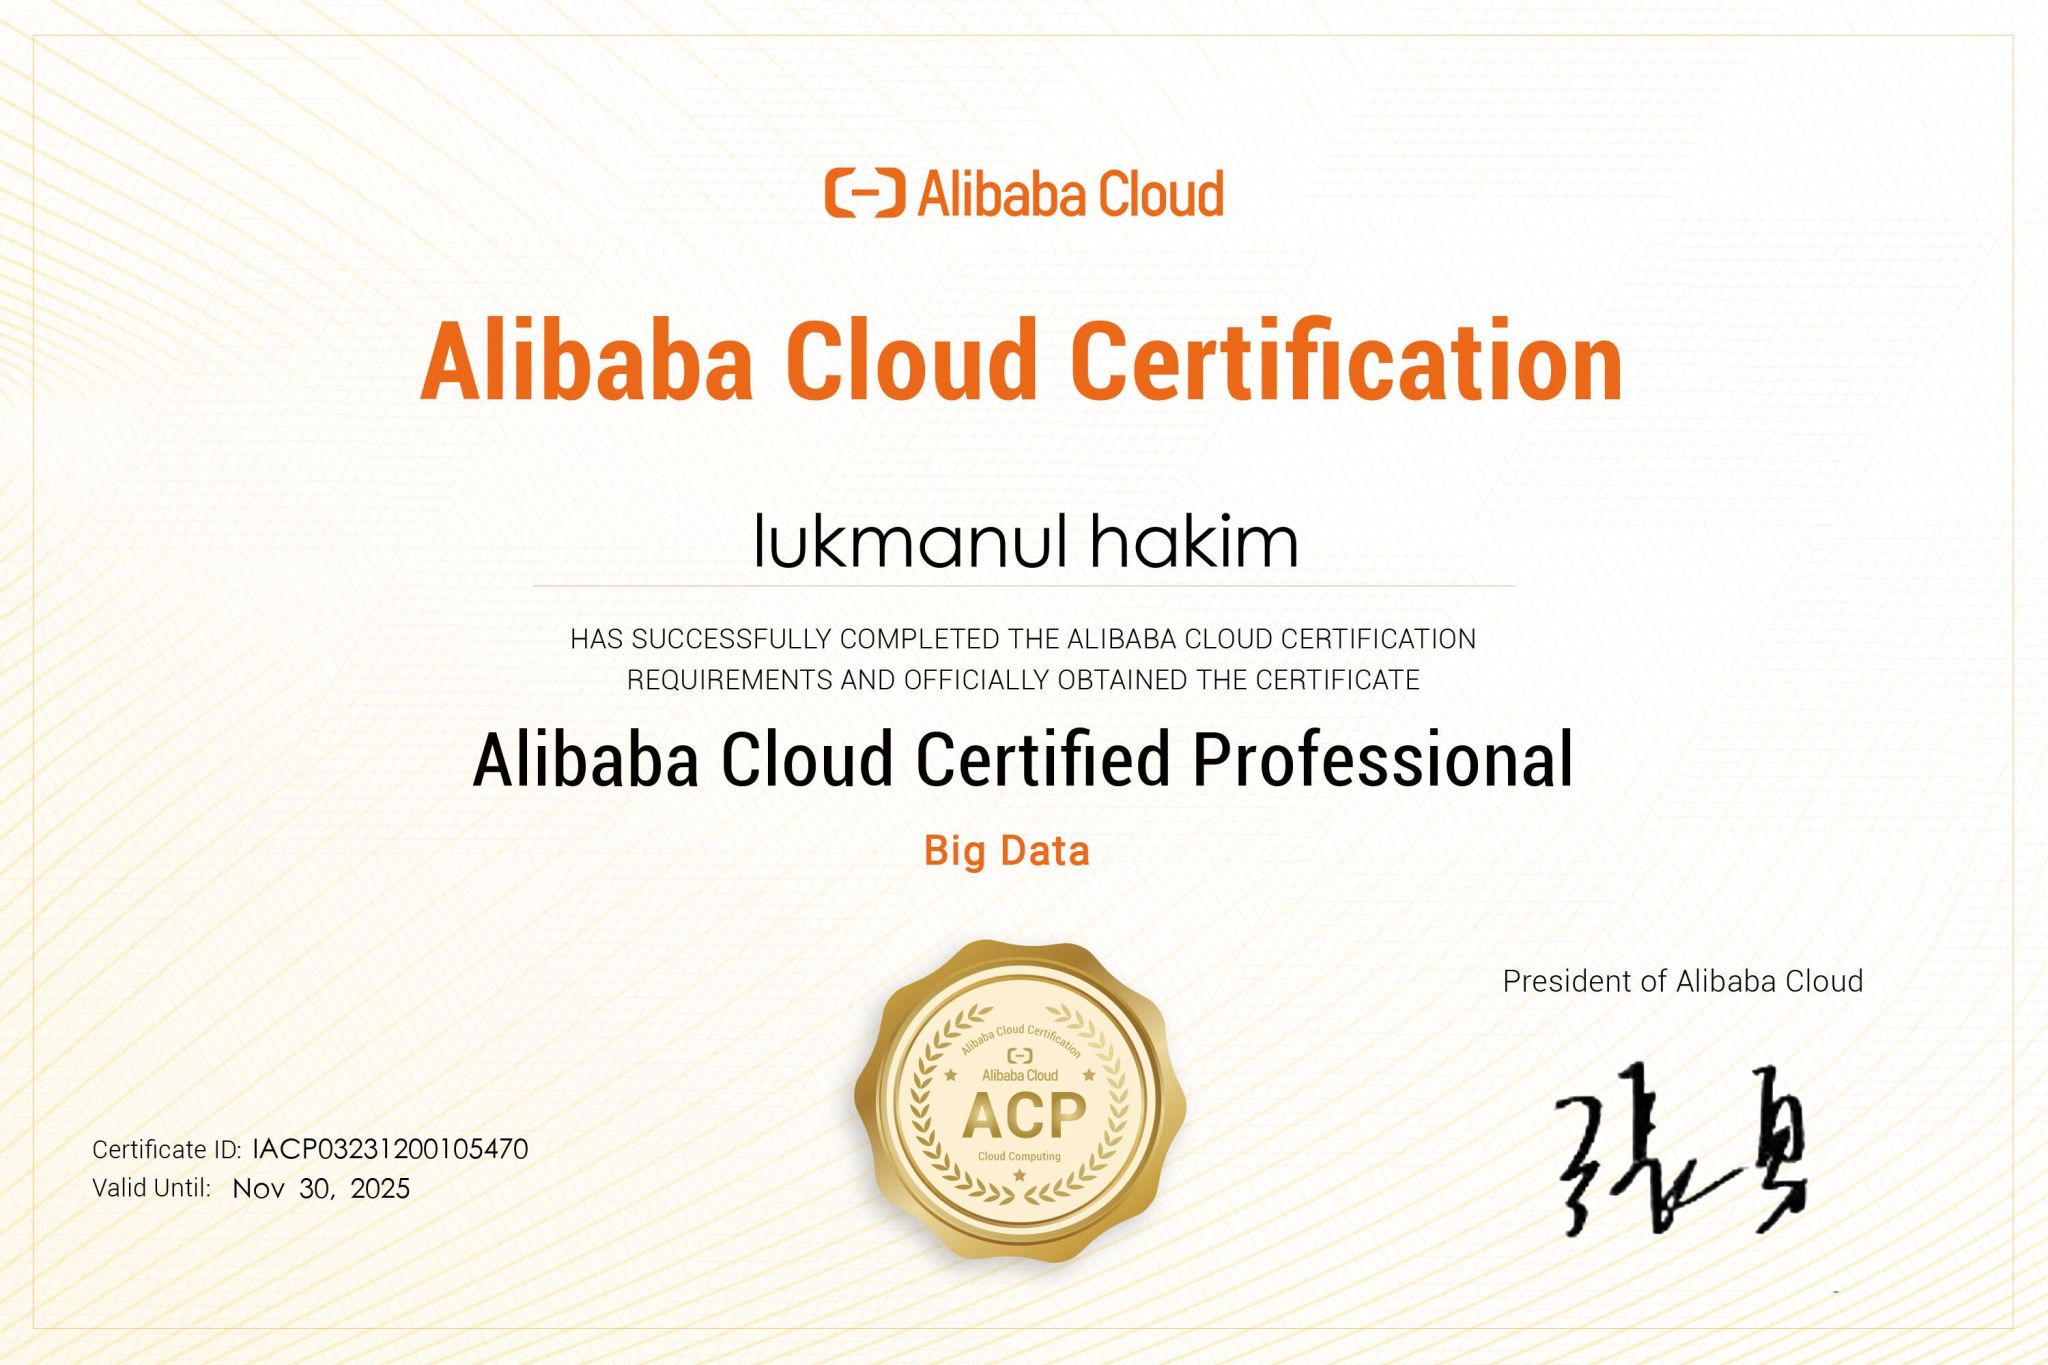 Alibaba Cloud
Alibaba Cloud Certification
lukmanul hakim
HAS SUCCESSFULLY COMPLETED THE ALIBABA CLOUD CERTIFICATION
REQUIREMENTS AND OFFICIALLY OBTAINED THE CERTIFICATE
Alibaba Cloud Certified Professional
Big Data
Alibaba Cloud Certification
Alibaba Cloud
ACP
Cloud Computing
President of Alibaba Cloud
张勇
Certificate ID: IACP03231200105470
Valid Until: Nov 30, 2025